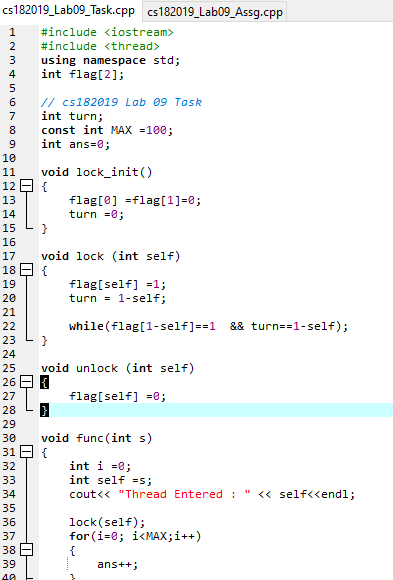 cs182019_Lab09_Task.cpp cs182019_Lab09_Assg.cpp
1 #include <iostream>
2 #include <thread>
3 using namespace std;
4 int flag[2];
5
6 // cs182019 Lab 09 Task
7 int turn;
8 const int MAX =100;
9 int ans=0;
10
11 void lock_init()
12 {
13 flag[0] =flag[1]=0;
14 turn =0;
15 }
16
17 void lock (int self)
18 {
19 flag[self] =1;
20 turn = 1-self;
21
22 while(flag[1-self]==1 && turn==1-self);
23 }
24
25 void unlock (int self)
26 {
27 flag[self] =0;
28 }
29
30 void func(int s)
31 {
32 int i =0;
33 int self =s;
34 cout<< "Thread Entered : " << self<<endl;
35
36 lock(self);
37 for(i=0; i<MAX;i++)
38 {
39 ans++;
40 }